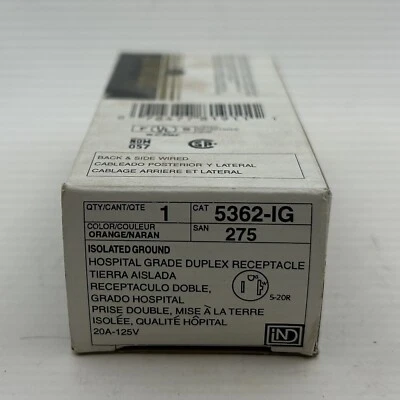 BACK & SIDE WIRED
CABLEADO POSTERIOR Y LATERAL
CABLAGE ARRIERE ET LATERAL
QTY/CANT/QTE 1 CAT 5362-IG
COLOR/COULEUR SAN 275
ORANGE/NARAN
ISOLATED GROUND
HOSPITAL GRADE DUPLEX RECEPTACLE
TIERRA AISLADA
RECEPTACULO DOBLE,
GRADO HOSPITAL
PRISE DOUBLE, MISE À LA TERRE
ISOLÉE, QUALITÉ HÔPITAL
20A-125V
5-20R